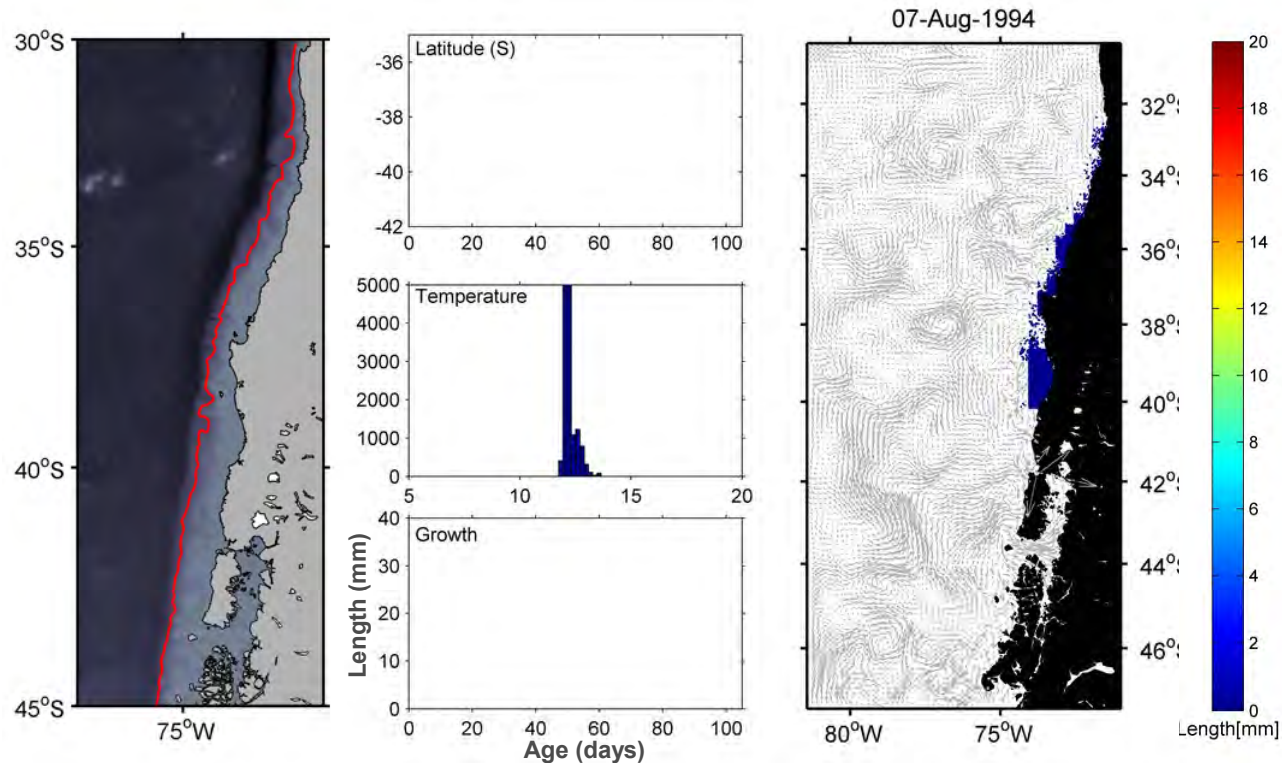 30°S
35°S
40°S
45°S
75°W
Latitude (S)
-36
-38
-40
-42
0 20 40 60 80 100
Temperature
5000
4000
3000
2000
1000
0
5 10 15 20
Growth
Length (mm)
40
30
20
10
0
0 20 40 60 80 100
Age (days)
07-Aug-1994
32°S
34°S
36°S
38°S
40°S
42°S
44°S
46°S
80°W 75°W
20
18
16
14
12
10
8
6
4
2
0
Length[mm]